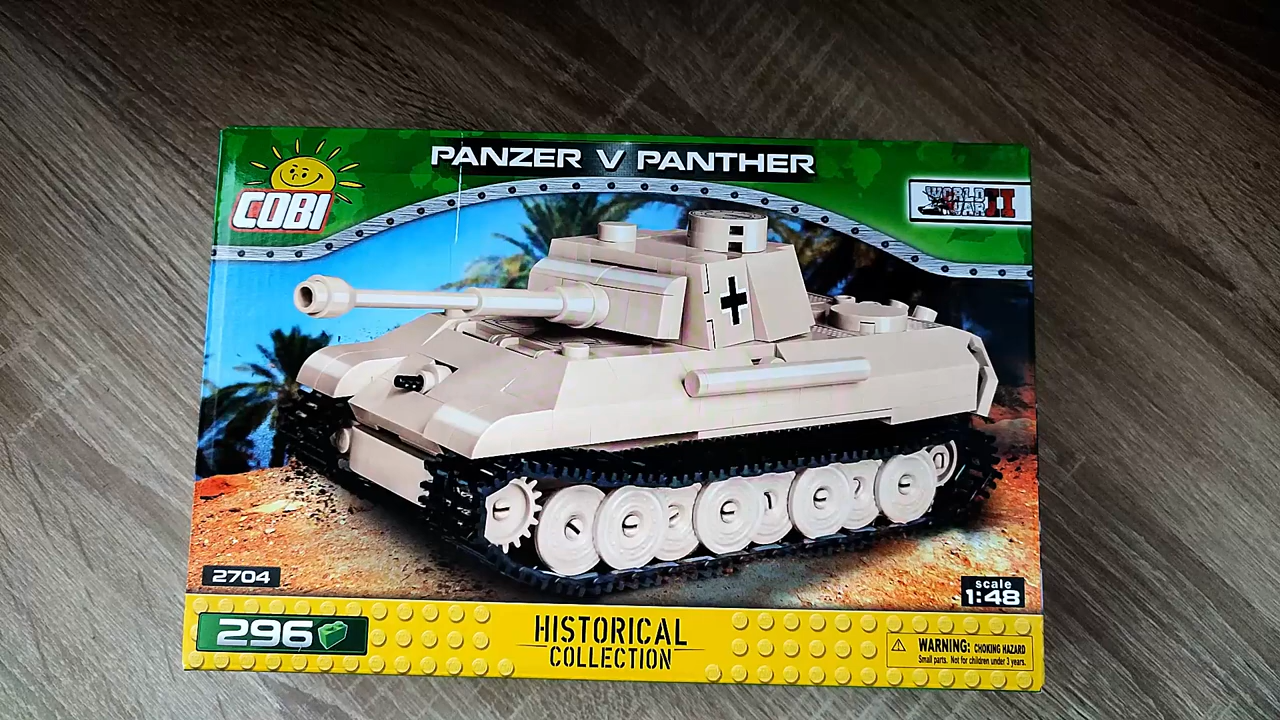 PANZER V PANTHER
COBI
WORLD
WAR II
2704
scale
1:48
296
HISTORICAL
COLLECTION
WARNING: CHOKING HAZARD
Small parts. Not for children under 3 years.